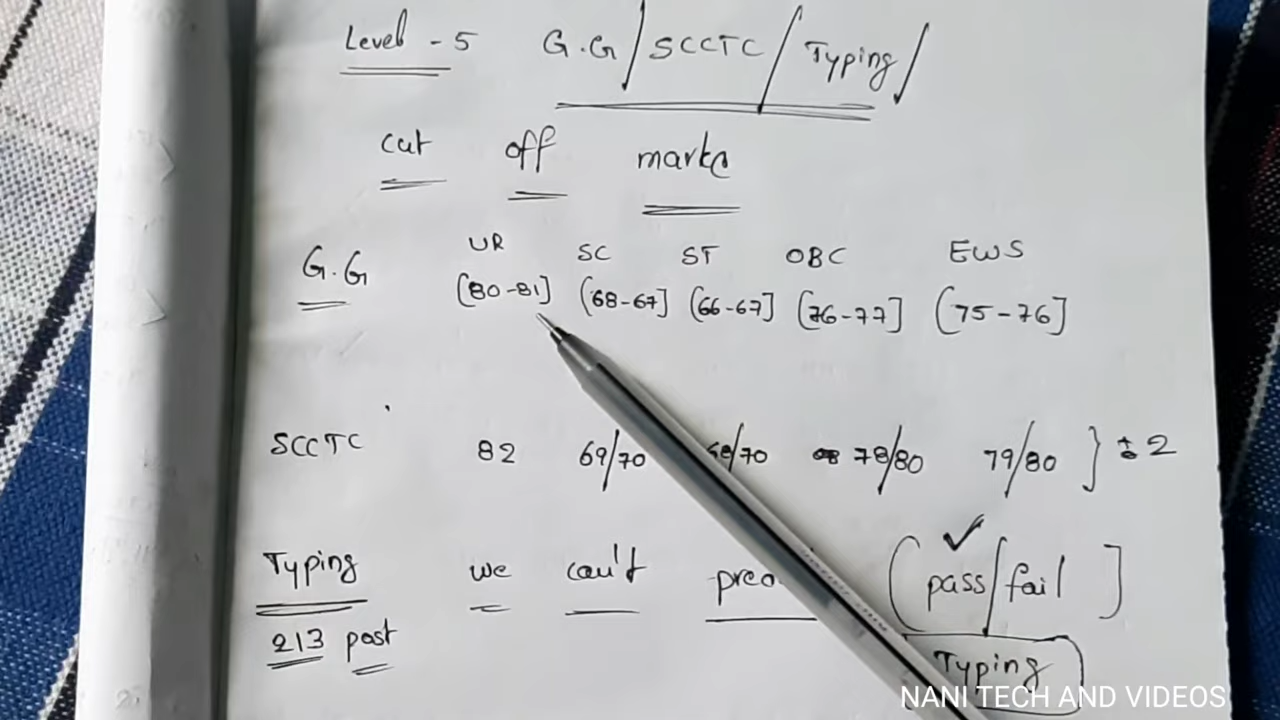 Level - 5 G.G / SCCTC / Typing /
cut off marks
UR SC ST OBC EWS
G.G [80-81] [68-67] [66-67] [76-77] [75-76]
SCCTC 82 69/70 68/70 78/80 79/80 } ± 2
Typing we can't (pass/fail]
213 post Typing
NANI TECH AND VIDEOS